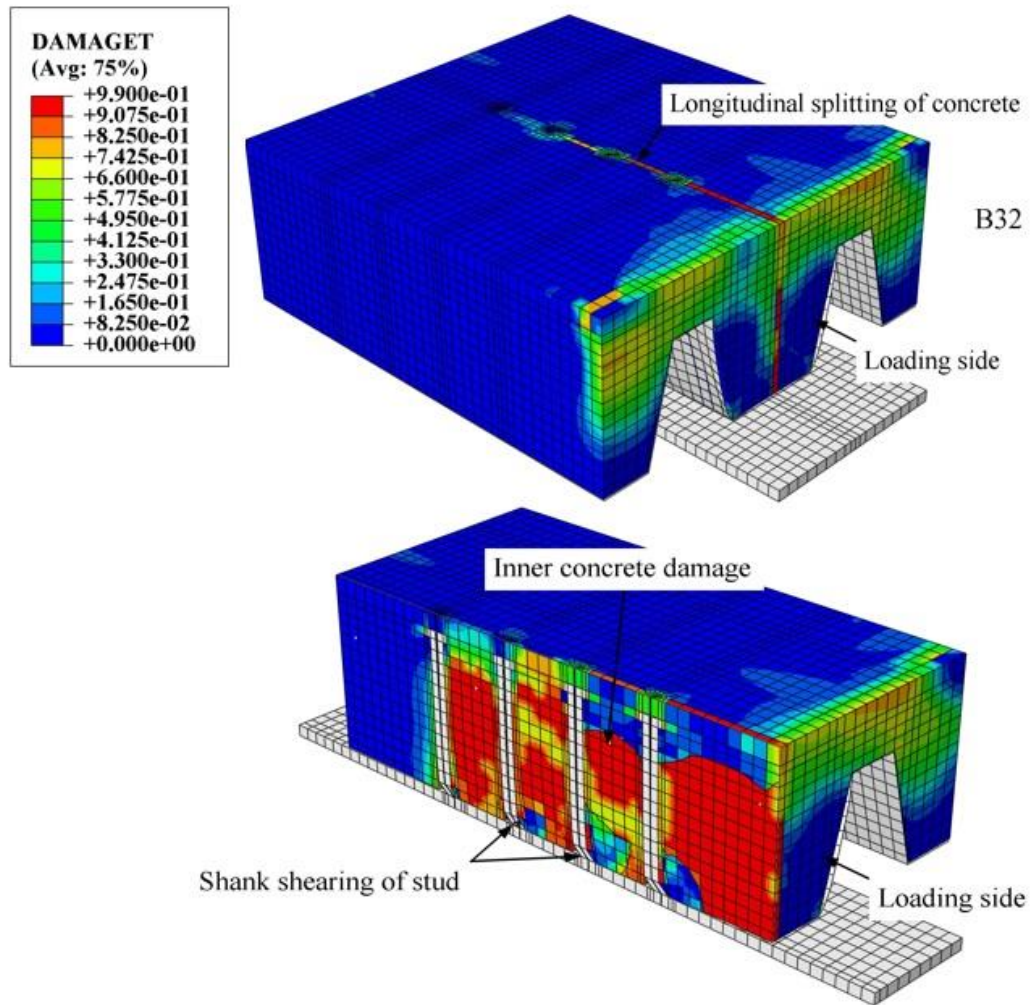 DAMAGET
(Avg: 75%)
+9.900e-01
+9.075e-01
+8.250e-01
+7.425e-01
+6.600e-01
+5.775e-01
+4.950e-01
+4.125e-01
+3.300e-01
+2.475e-01
+1.650e-01
+8.250e-02
+0.000e+00
Longitudinal splitting of concrete
B32
Loading side
Inner concrete damage
Shank shearing of stud
Loading side